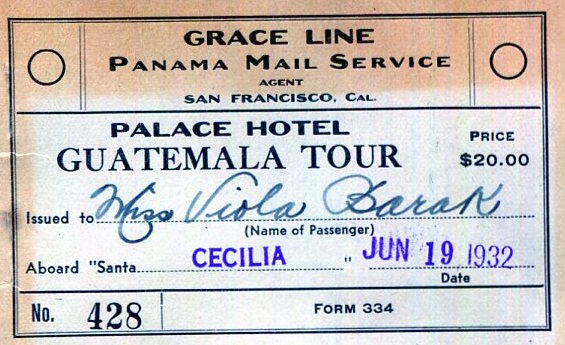 GRACE LINE
PANAMA MAIL SERVICE
AGENT
SAN FRANCISCO, CAL.
PALACE HOTEL
GUATEMALA TOUR
PRICE
$20.00
Issued to Miss Viola Barak
(Name of Passenger)
Aboard "Santa CECILIA " JUN 19 1932
Date
No. 428 FORM 334